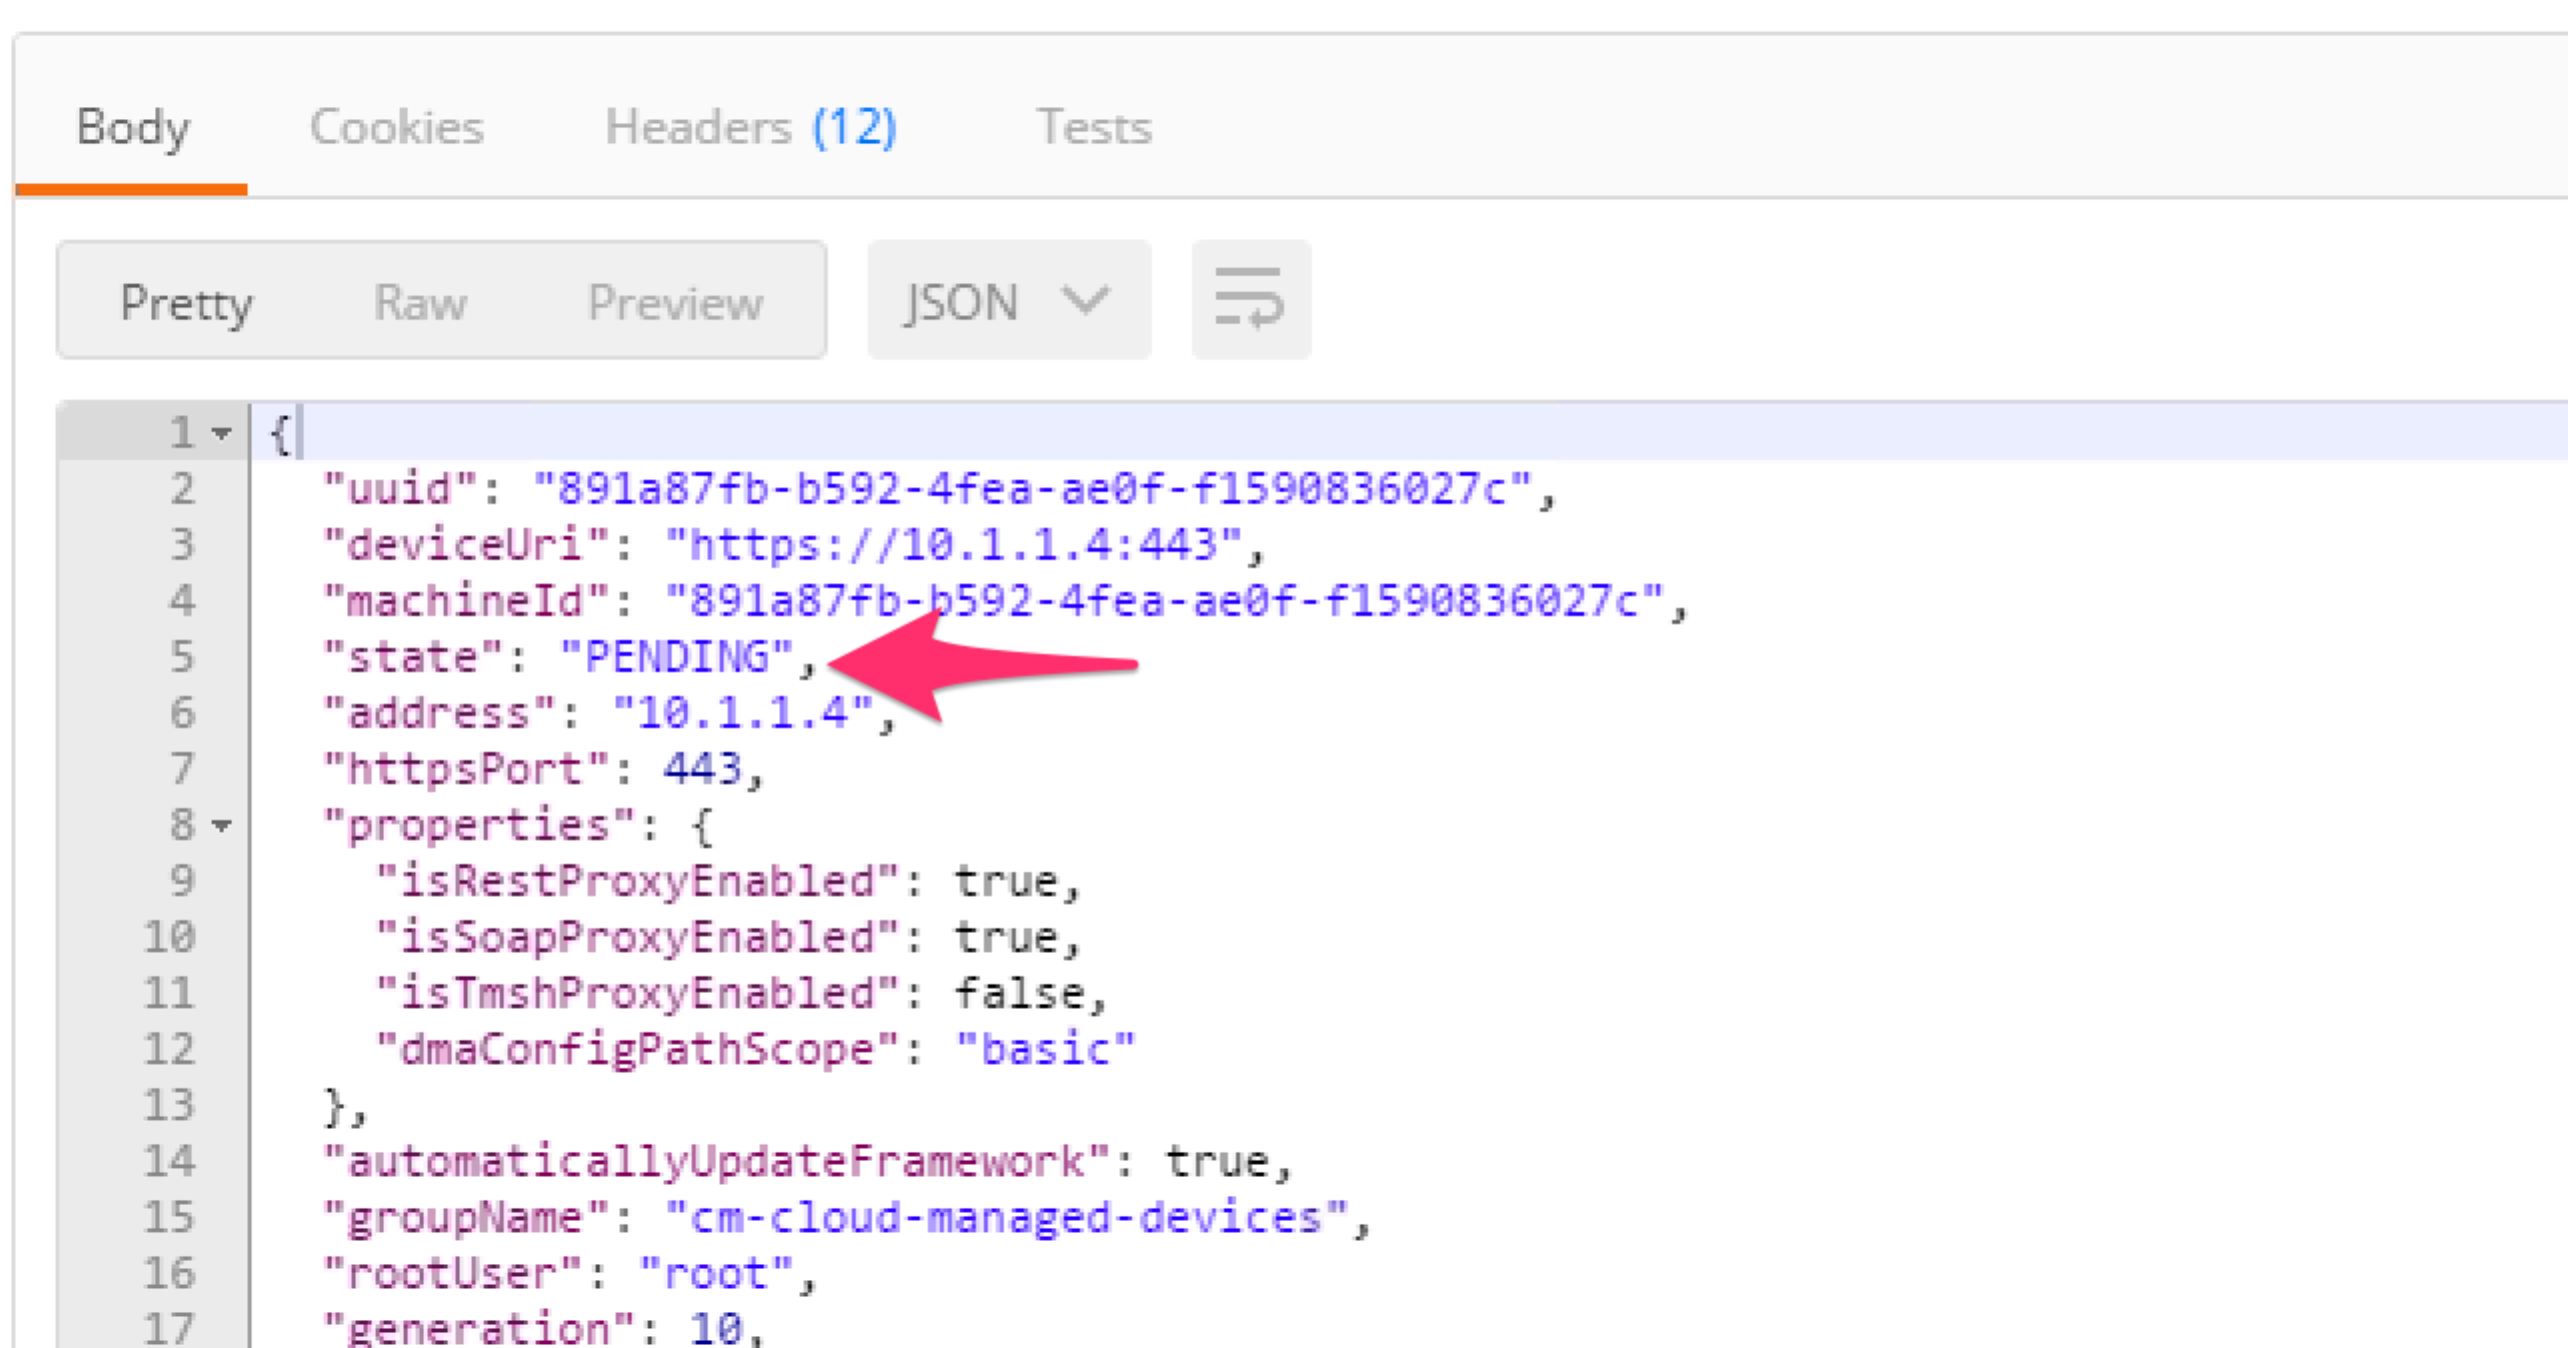 Body Cookies Headers (12) Tests
Pretty Raw Preview JSON
1 {
2 "uuid": "891a87fb-b592-4fea-ae0f-f1590836027c",
3 "deviceUri": "https://10.1.1.4:443",
4 "machineId": "891a87fb-b592-4fea-ae0f-f1590836027c",
5 "state": "PENDING",
6 "address": "10.1.1.4",
7 "httpsPort": 443,
8 "properties": {
9 "isRestProxyEnabled": true,
10 "isSoapProxyEnabled": true,
11 "isTmshProxyEnabled": false,
12 "dmaConfigPathScope": "basic"
13 },
14 "automaticallyUpdateFramework": true,
15 "groupName": "cm-cloud-managed-devices",
16 "rootUser": "root",
17 "generation": 10,